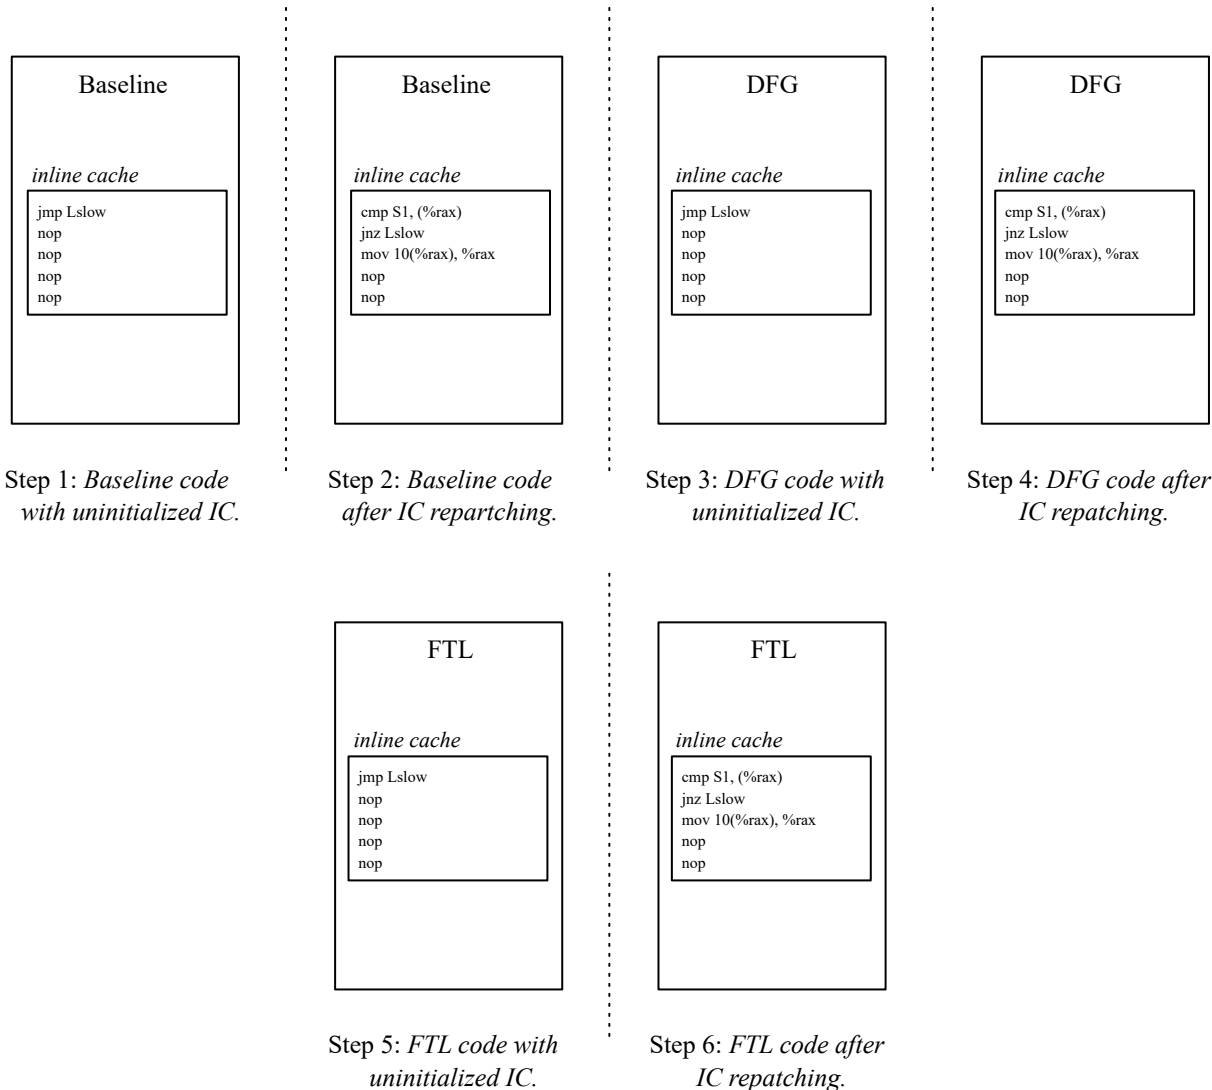 Baseline
inline cache
jmp Lslow
nop
nop
nop
nop
Step 1: Baseline code
with uninitialized IC.
Baseline
inline cache
cmp S1, (%rax)
jnz Lslow
mov 10(%rax), %rax
nop
nop
Step 2: Baseline code
after IC repartching.
DFG
inline cache
jmp Lslow
nop
nop
nop
nop
Step 3: DFG code with
uninitialized IC.
DFG
inline cache
cmp S1, (%rax)
jnz Lslow
mov 10(%rax), %rax
nop
nop
Step 4: DFG code after
IC repatching.
FTL
inline cache
jmp Lslow
nop
nop
nop
nop
Step 5: FTL code with
uninitialized IC.
FTL
inline cache
cmp S1, (%rax)
jnz Lslow
mov 10(%rax), %rax
nop
nop
Step 6: FTL code after
IC repatching.